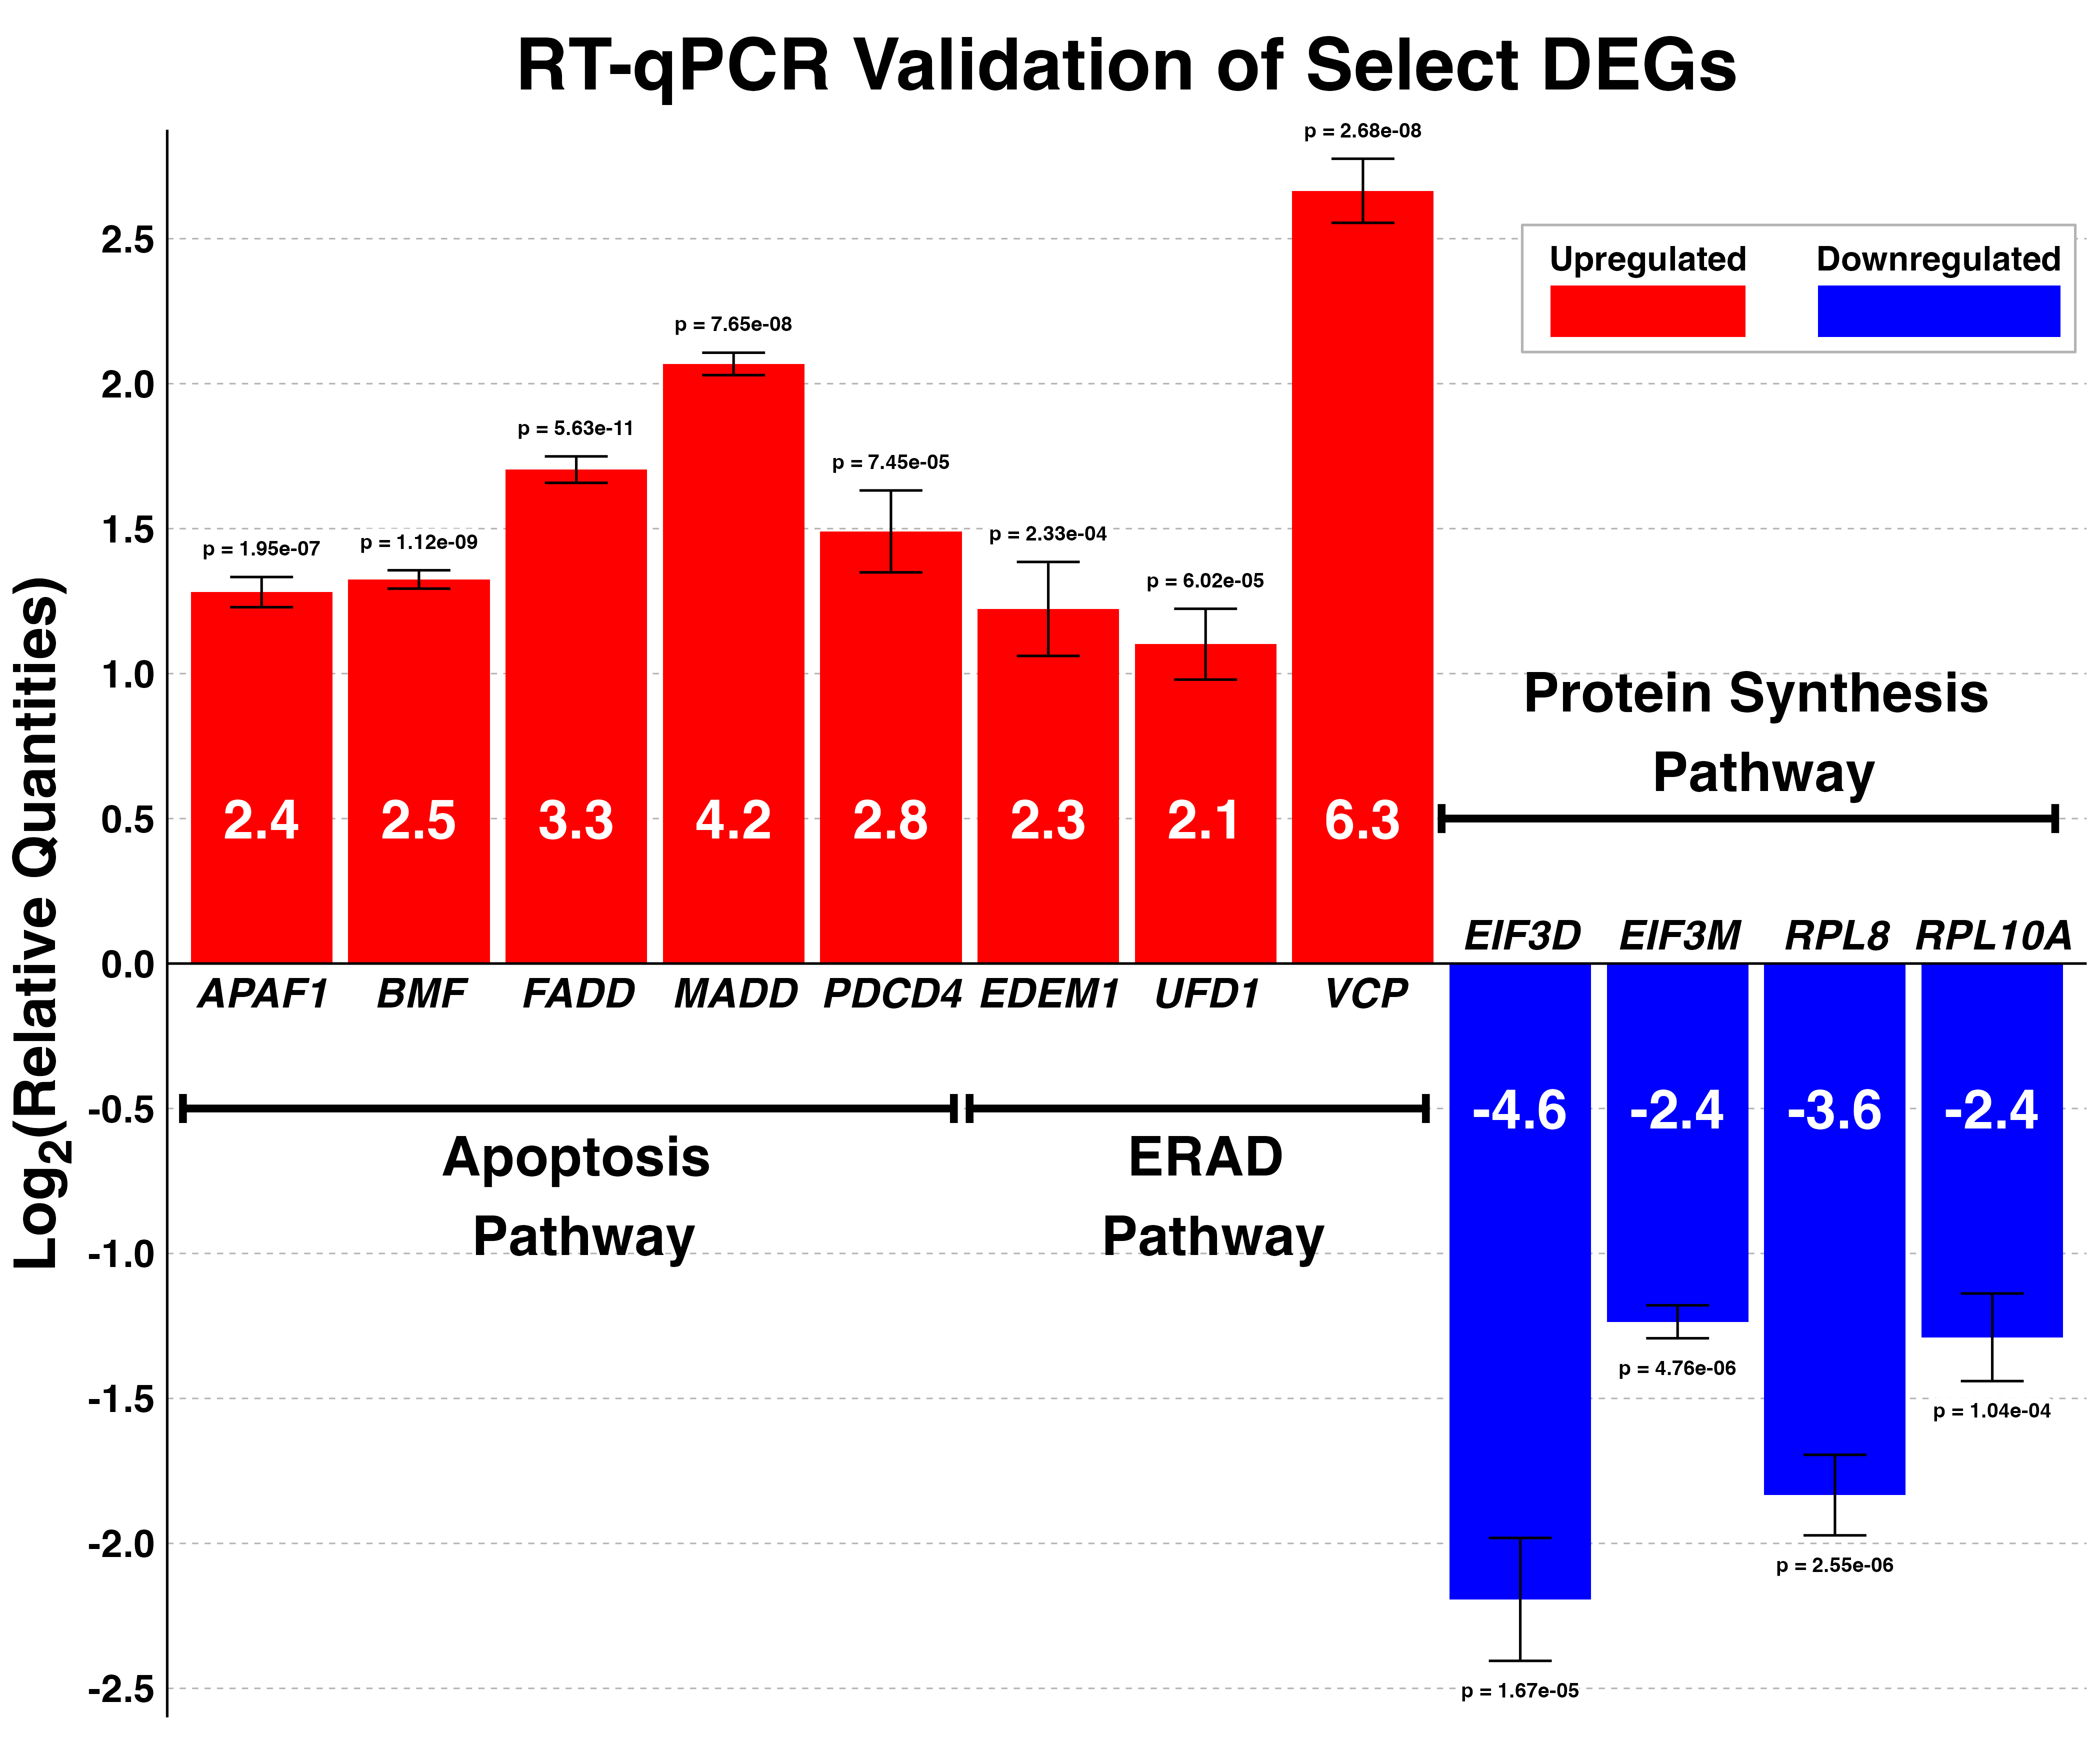 RT-qPCR Validation of Select DEGs
Log2(Relative Quantities)
2.5
2.0
1.5
1.0
0.5
0.0
-0.5
-1.0
-1.5
-2.0
-2.5
Upregulated Downregulated
p = 1.95e-07
p = 1.12e-09
p = 5.63e-11
p = 7.65e-08
p = 7.45e-05
p = 2.33e-04
p = 6.02e-05
p = 2.68e-08
2.4 2.5 3.3 4.2 2.8 2.3 2.1 6.3
Protein Synthesis
Pathway
EIF3D EIF3M RPL8 RPL10A
APAF1 BMF FADD MADD PDCD4 EDEM1 UFD1 VCP
-4.6 -2.4 -3.6 -2.4
Apoptosis
Pathway
ERAD
Pathway
p = 1.67e-05
p = 4.76e-06
p = 2.55e-06
p = 1.04e-04